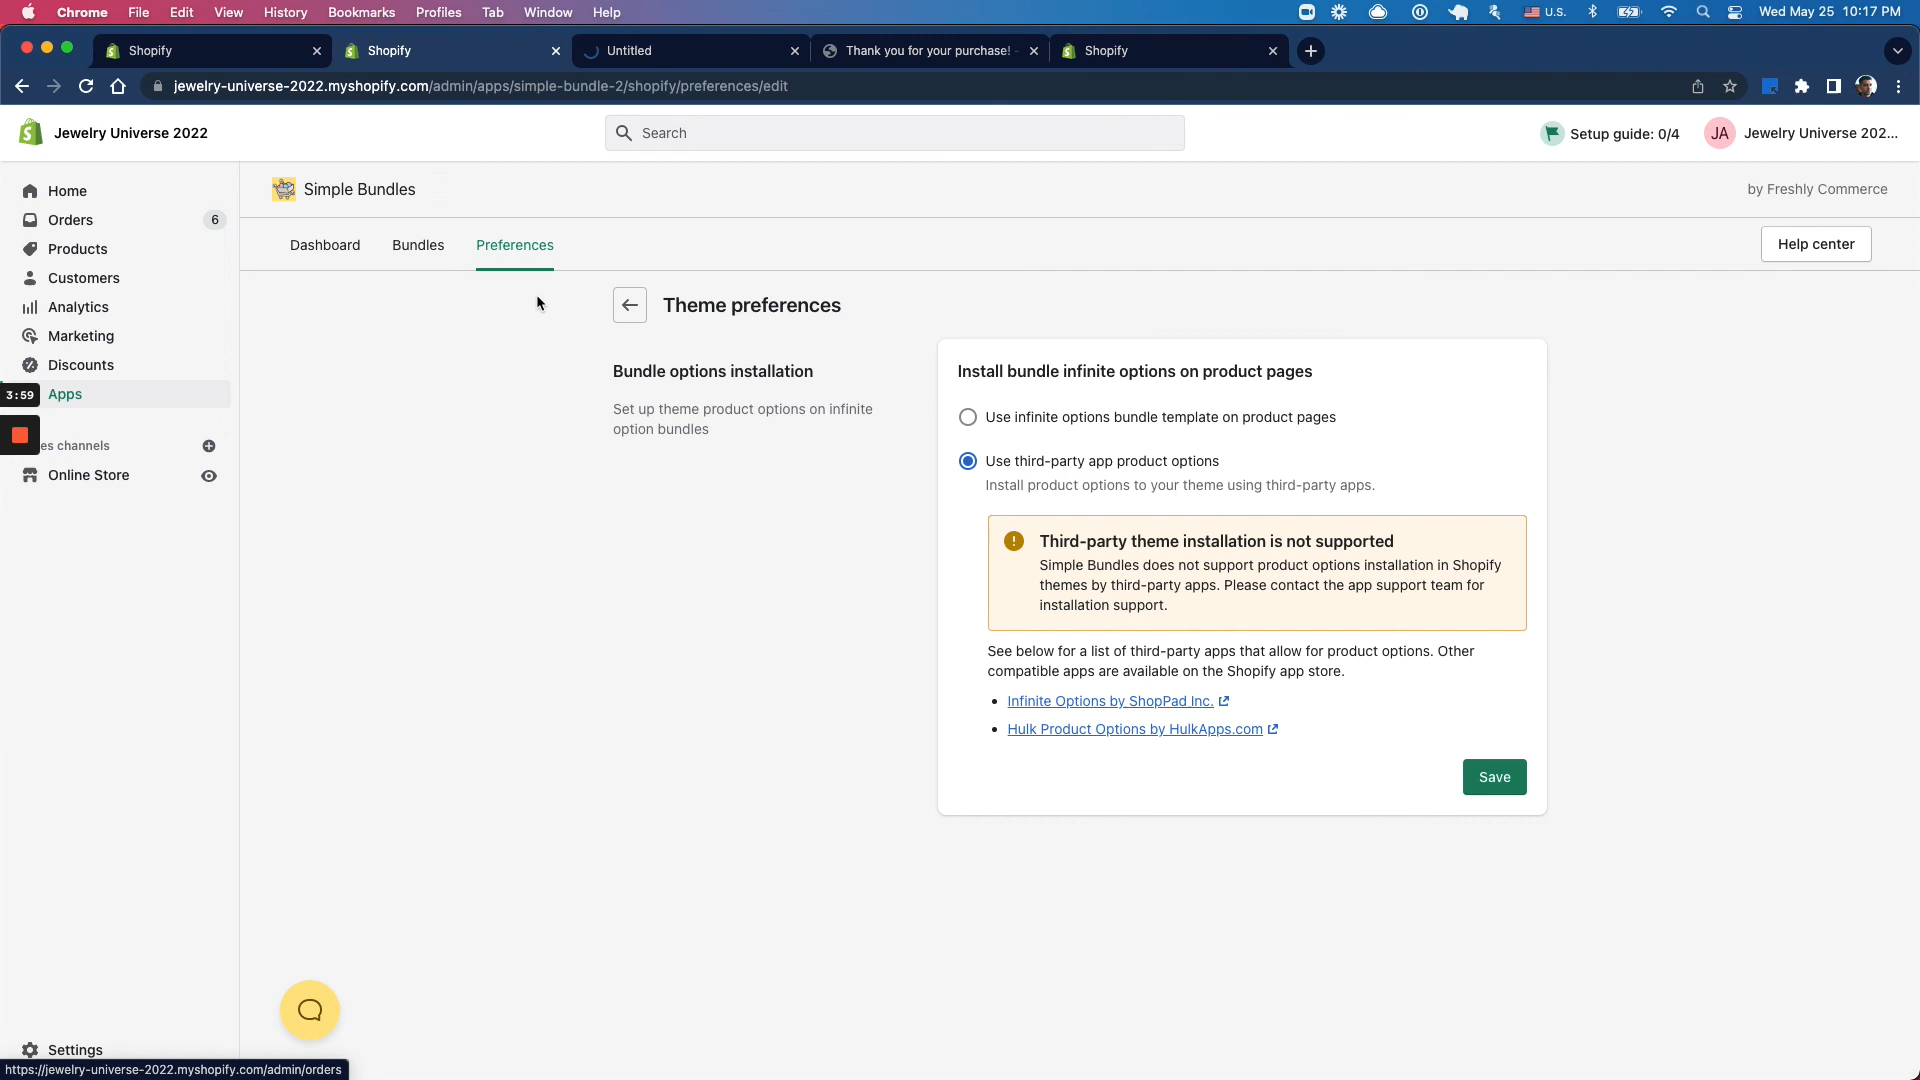 Chrome File Edit View History Bookmarks Profiles Tab Window Help U.S. Wed May 25 10:17 PM
Shopify Shopify Untitled Thank you for your purchase! - Shopify
jewelry-universe-2022.myshopify.com/admin/apps/simple-bundle-2/shopify/preferences/edit
Jewelry Universe 2022 Search Setup guide: 0/4 JA Jewelry Universe 202...
Home
Orders 6
Products
Customers
Analytics
Marketing
Discounts
3:59 Apps
es channels
Online Store
Settings
https://jewelry-universe-2022.myshopify.com/admin/orders
Simple Bundles by Freshly Commerce
Dashboard Bundles Preferences Help center
Theme preferences
Bundle options installation
Set up theme product options on infinite
option bundles
Install bundle infinite options on product pages
Use infinite options bundle template on product pages
Use third-party app product options
Install product options to your theme using third-party apps.
Third-party theme installation is not supported
Simple Bundles does not support product options installation in Shopify
themes by third-party apps. Please contact the app support team for
installation support.
See below for a list of third-party apps that allow for product options. Other
compatible apps are available on the Shopify app store.
• Infinite Options by ShopPad Inc.
• Hulk Product Options by HulkApps.com
Save